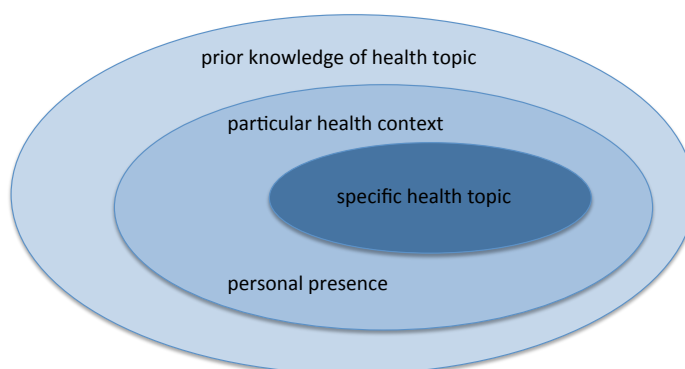 prior knowledge of health topic
particular health context
specific health topic
personal presence